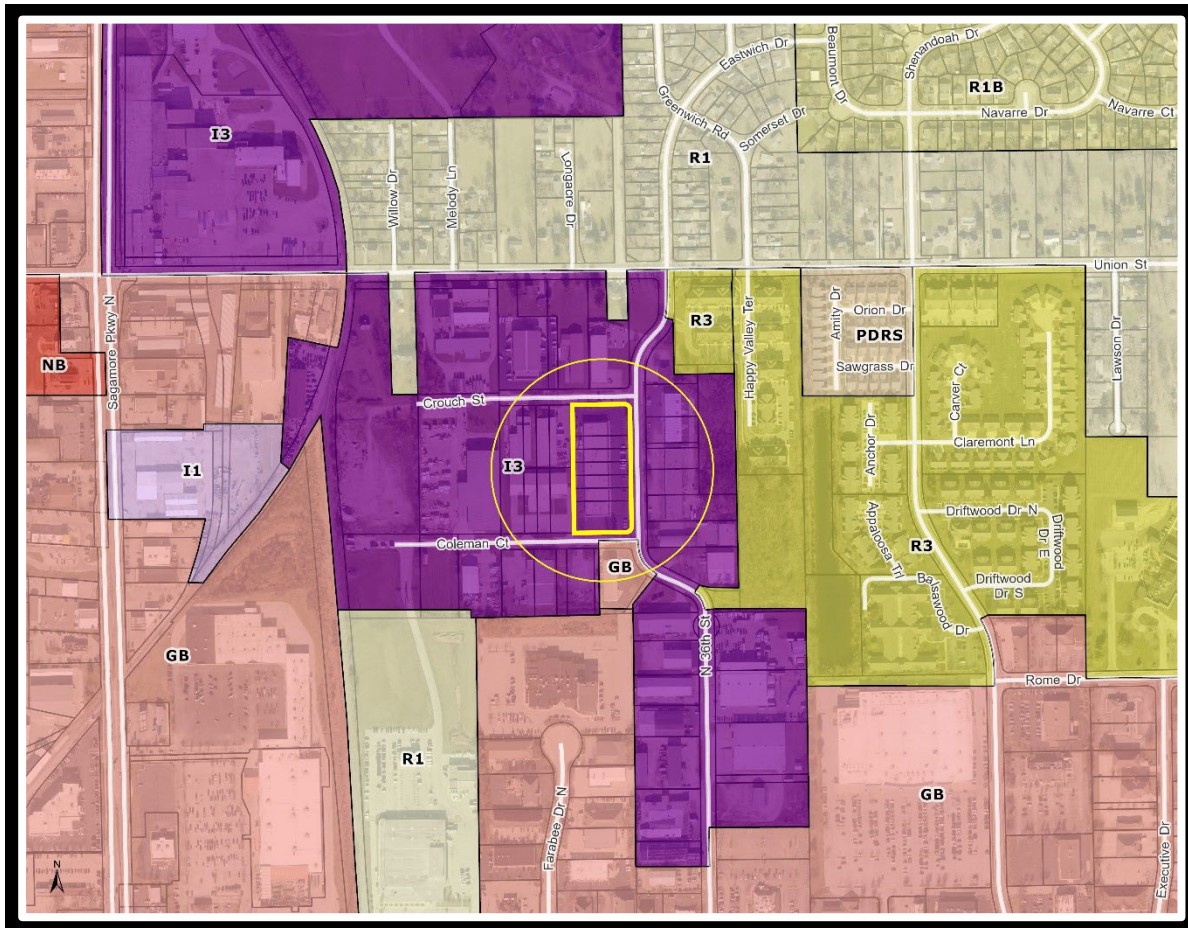 Beaumont Dr
Shenandoah Dr
Eastwich Dr
R1B
Navarre Dr
Navarre Ct
Greenwich Rd
Somerset Dr
I3
R1
Willow Dr
Melody Ln
Longacre Dr
Union St
Sagamore Pkwy N
NB
R3
Happy Valley Ter
Amity Dr
Orion Dr
PDRS
Sawgrass Dr
Lawson Dr
Carver Ct
Crouch St
Anchor Dr
Claremont Ln
I1
I3
Driftwood Dr N
Driftwood Dr E
Coleman Ct
Appaloosa Trl
R3
GB
Balsawood Dr
Driftwood Dr S
N 36th St
GB
Rome Dr
R1
GB
Farabee Dr N
Executive Dr
N